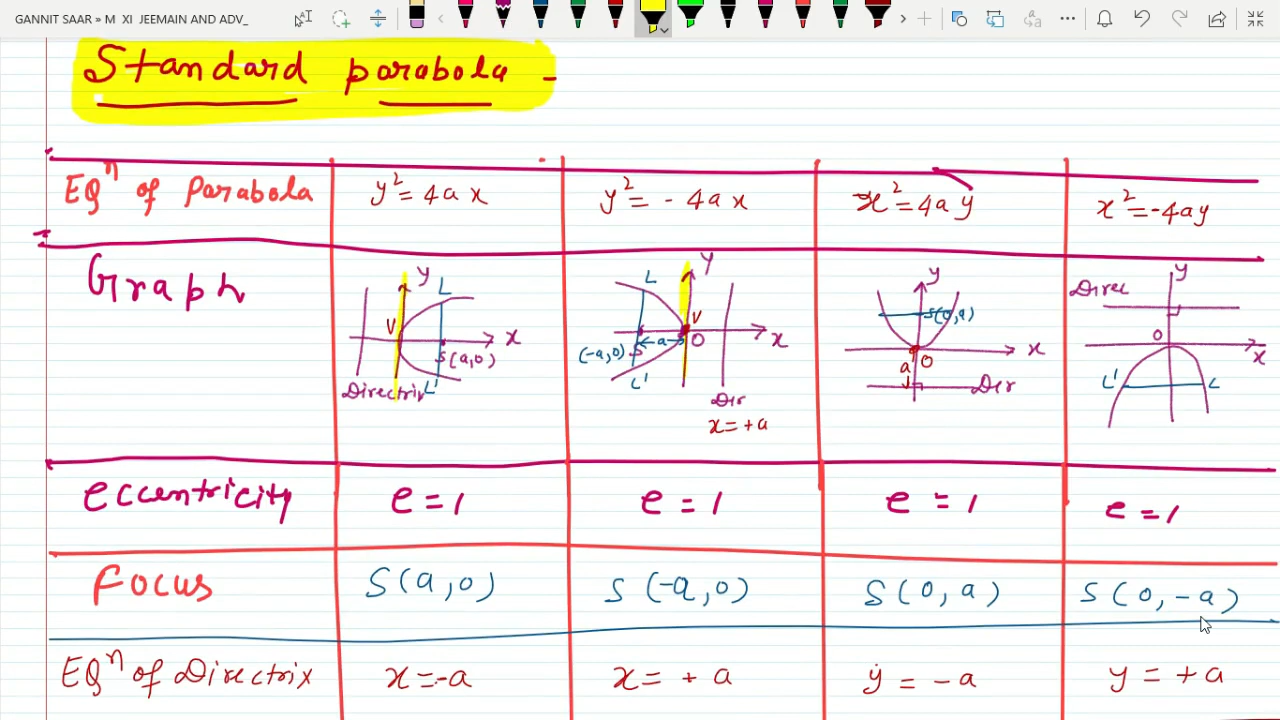 GANNIT SAAR » M XI JEEMAIN AND ADV_
Standard parabola -
EQⁿ of Parabola y² = 4ax y² = - 4ax x² = 4ay x² = -4ay
Graph
y L V x S(a,0) L' Directrix
L y V (-a,0) S a O x L' Dir x = +a
y S(0,a) x O a Dir
Direc y O x L' L
eccentricity e = 1 e = 1 e = 1 e = 1
Focus S(a,0) S(-a,0) S(0,a) S(0,-a)
EQⁿ of Directrix x = -a x = + a y = -a y = +a